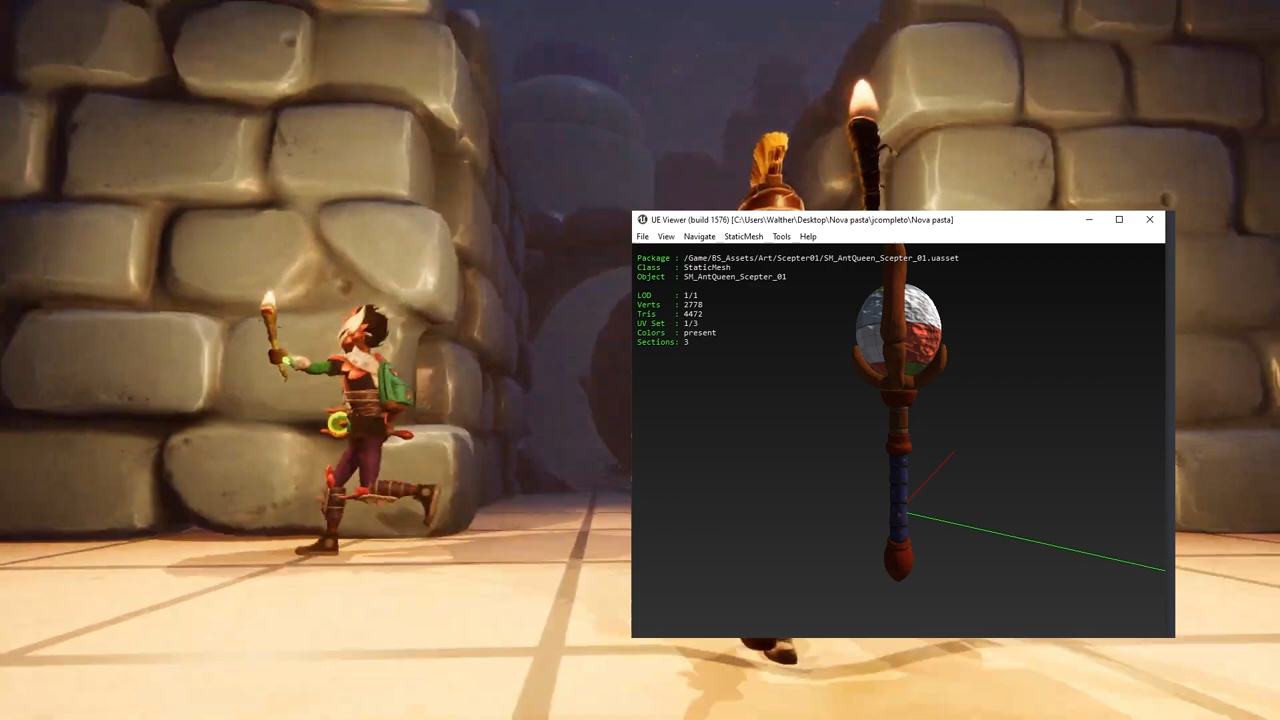 UE Viewer (build 1576) [C:\Users\Walther\Desktop\Nova pasta\jcompleto\Nova pasta]
File View Navigate StaticMesh Tools Help
Package : /Game/BS_Assets/Art/Scepter01/SM_AntQueen_Scepter_01.uasset
Class : StaticMesh
Object : SM_AntQueen_Scepter_01
LOD : 1/1
Verts : 2778
Tris : 4472
UV Set : 1/3
Colors : present
Sections: 3